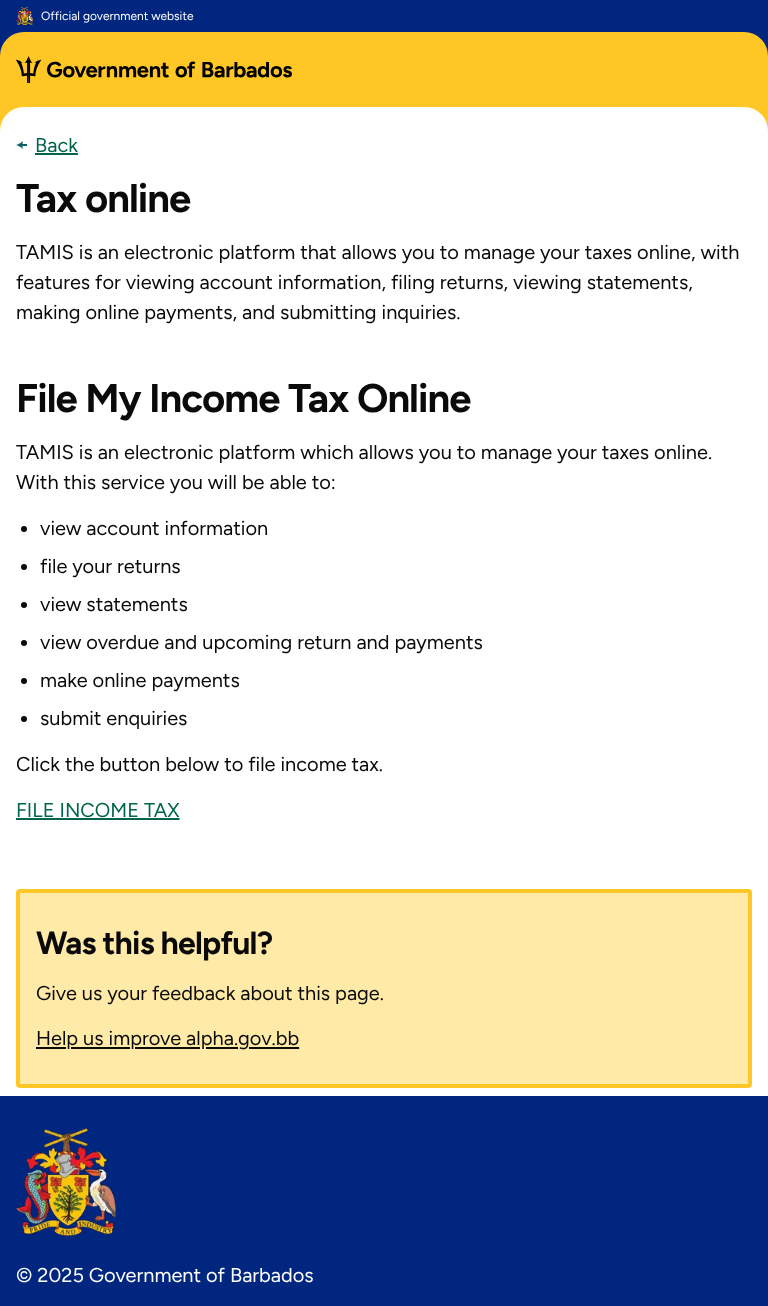 Official government website
Government of Barbados
Back
Tax online
TAMIS is an electronic platform that allows you to manage your taxes online, with
features for viewing account information, filing returns, viewing statements,
making online payments, and submitting inquiries.
File My Income Tax Online
TAMIS is an electronic platform which allows you to manage your taxes online.
With this service you will be able to:
view account information
file your returns
view statements
view overdue and upcoming return and payments
make online payments
submit enquiries
Click the button below to file income tax.
FILE INCOME TAX
Was this helpful?
Give us your feedback about this page.
Help us improve alpha.gov.bb
PRIDE AND INDUSTRY
© 2025 Government of Barbados